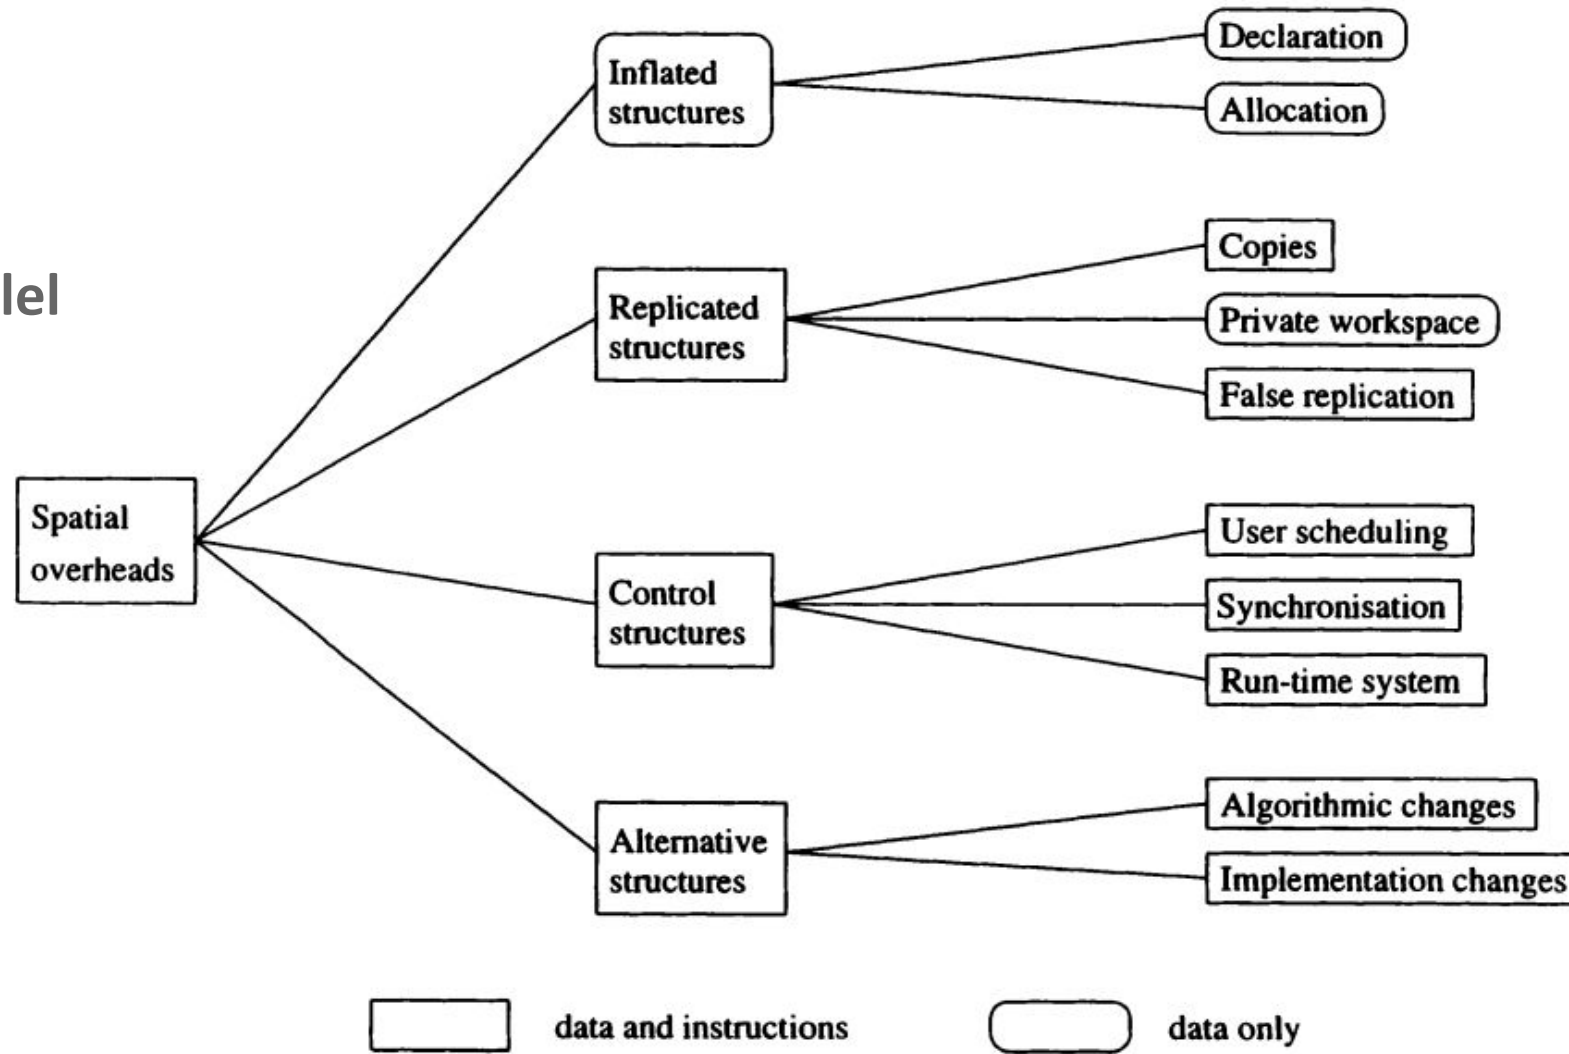 Inflated
structures
Declaration
Allocation
llel
Replicated
structures
Copies
Private workspace
False replication
Spatial
overheads
Control
structures
User scheduling
Synchronisation
Run-time system
Alternative
structures
Algorithmic changes
Implementation changes
data and instructions
data only